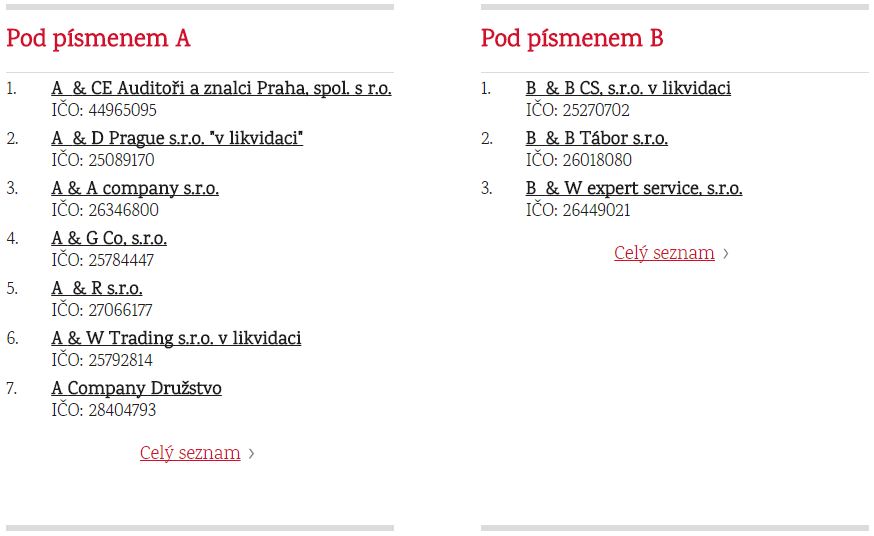 Pod písmenem A
1. A & CE Auditoři a znalci Praha, spol. s r.o.
IČO: 44965095
2. A & D Prague s.r.o. "v likvidaci"
IČO: 25089170
3. A & A company s.r.o.
IČO: 26346800
4. A & G Co, s.r.o.
IČO: 25784447
5. A & R s.r.o.
IČO: 27066177
6. A & W Trading s.r.o. v likvidaci
IČO: 25792814
7. A Company Družstvo
IČO: 28404793
Celý seznam ›
Pod písmenem B
1. B & B CS, s.r.o. v likvidaci
IČO: 25270702
2. B & B Tábor s.r.o.
IČO: 26018080
3. B & W expert service, s.r.o.
IČO: 26449021
Celý seznam ›